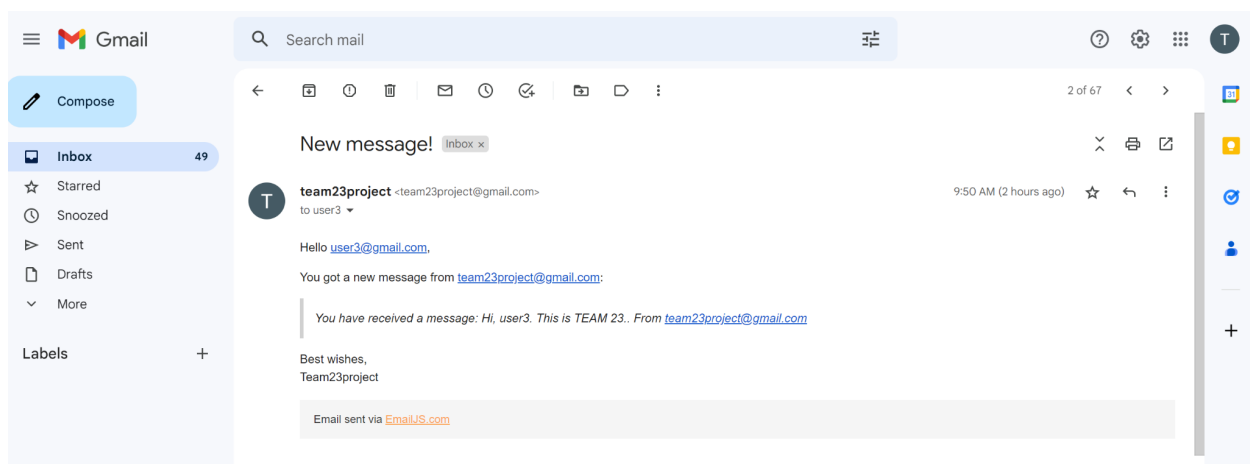 Gmail
Search mail
T
Compose
2 of 67
31
New message! Inbox ×
Inbox 49
Starred
team23project <team23project@gmail.com> 9:50 AM (2 hours ago)
T
to user3
Snoozed
Sent
Hello user3@gmail.com,
Drafts
You got a new message from team23project@gmail.com:
More
You have received a message: Hi, user3. This is TEAM 23.. From team23project@gmail.com
Labels +
Best wishes,
Team23project
Email sent via EmailJS.com